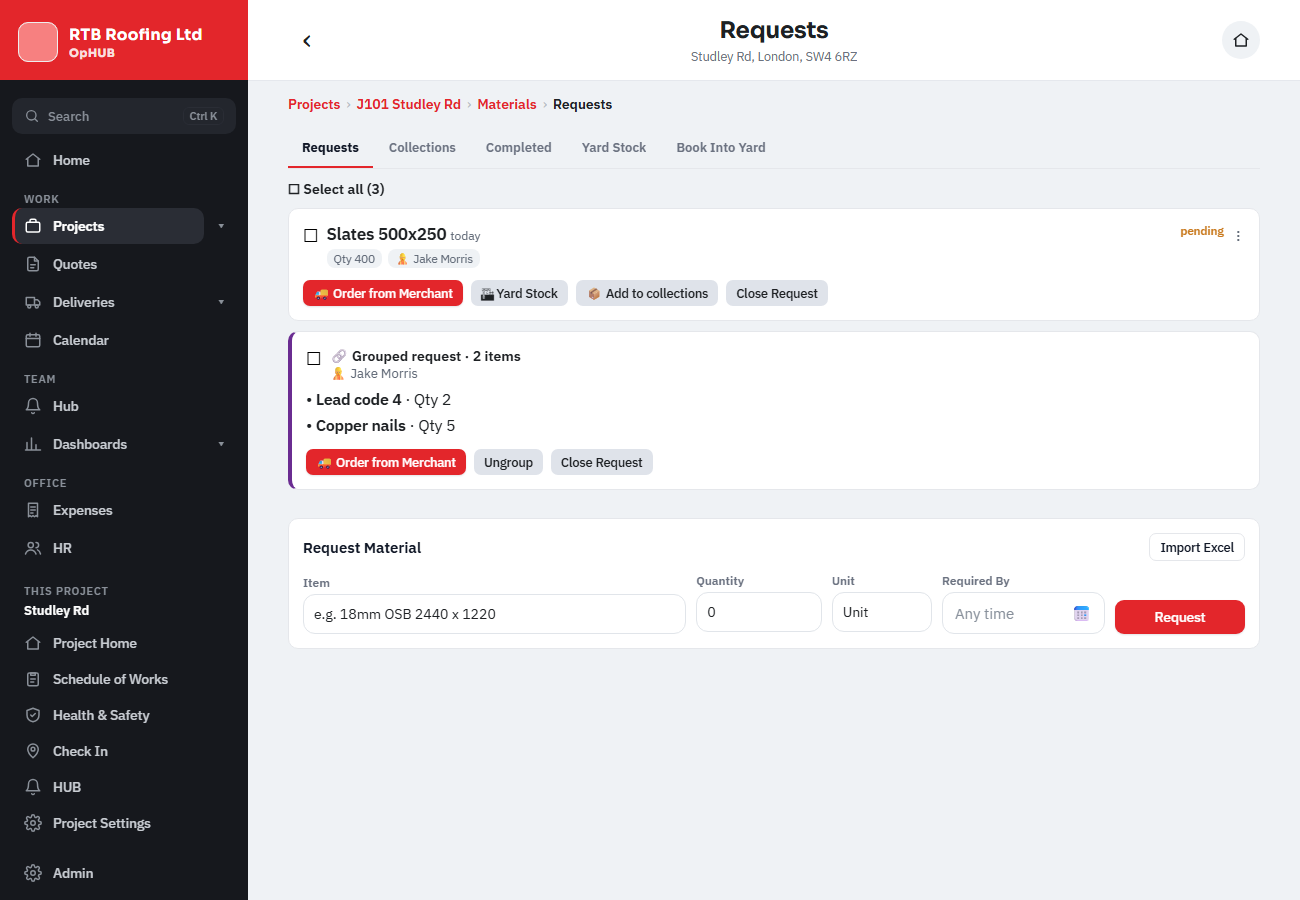 RTB Roofing Ltd
OpHUB
Search Ctrl K
Home
WORK
Projects
Quotes
Deliveries
Calendar
TEAM
Hub
Dashboards
OFFICE
Expenses
HR
THIS PROJECT
Studley Rd
Project Home
Schedule of Works
Health & Safety
Check In
HUB
Project Settings
Admin
Requests
Studley Rd, London, SW4 6RZ
Projects › J101 Studley Rd › Materials › Requests
Requests Collections Completed Yard Stock Book Into Yard
Select all (3)
Slates 500x250 today pending
Qty 400 Jake Morris
Order from Merchant Yard Stock Add to collections Close Request
Grouped request · 2 items
Jake Morris
• Lead code 4 · Qty 2
• Copper nails · Qty 5
Order from Merchant Ungroup Close Request
Request Material Import Excel
Item Quantity Unit Required By
e.g. 18mm OSB 2440 x 1220 0 Unit Any time Request